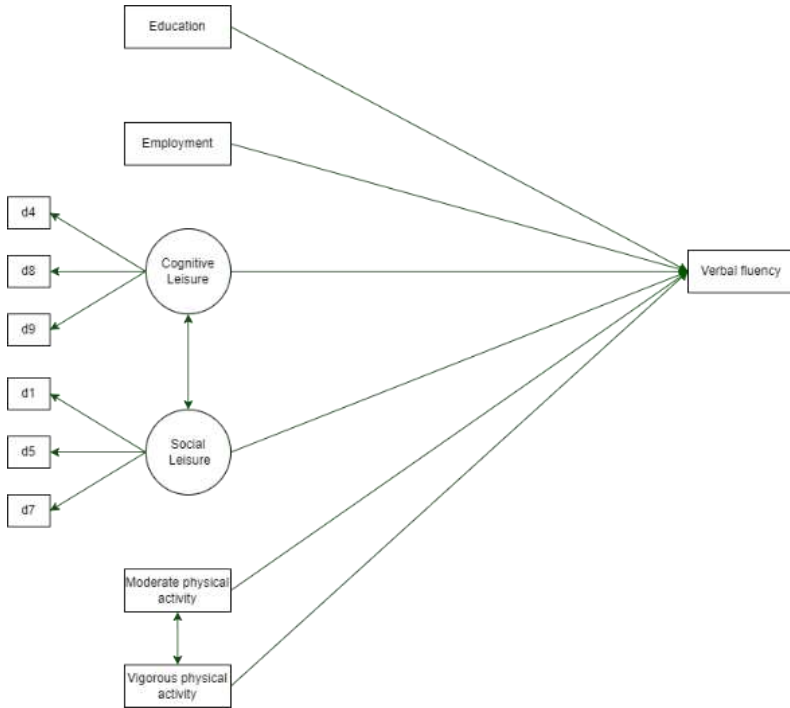 Education
Employment
d4
d8
d9
Cognitive
Leisure
Verbal fluency
d1
d5
d7
Social
Leisure
Moderate physical
activity
Vigorous physical
activity